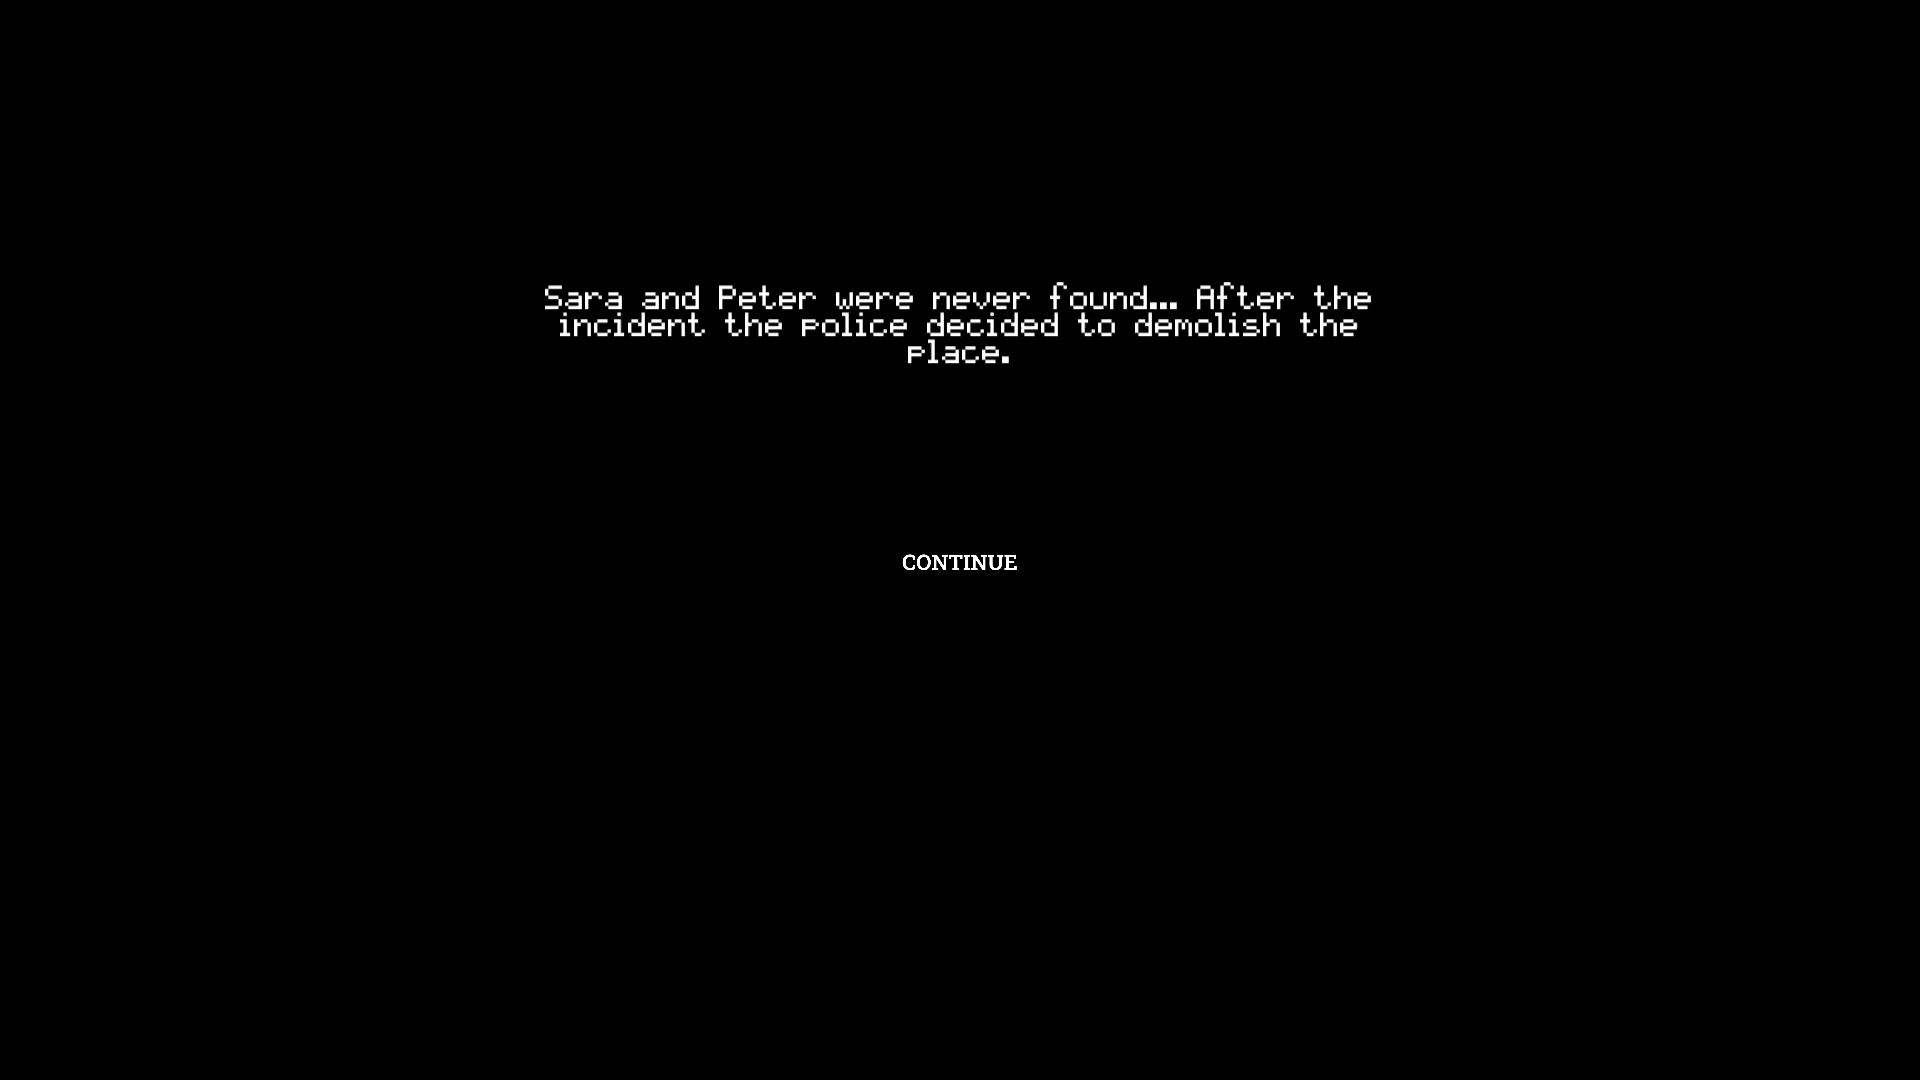 Sara and Peter were never found... After the
incident the police decided to demolish the
place.
CONTINUE